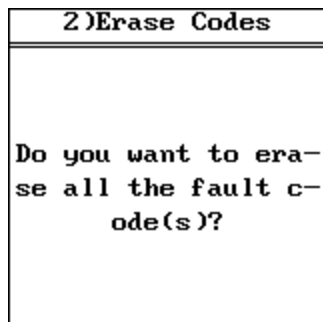 2)Erase Codes
Do you want to era-
se all the fault c-
ode(s)?